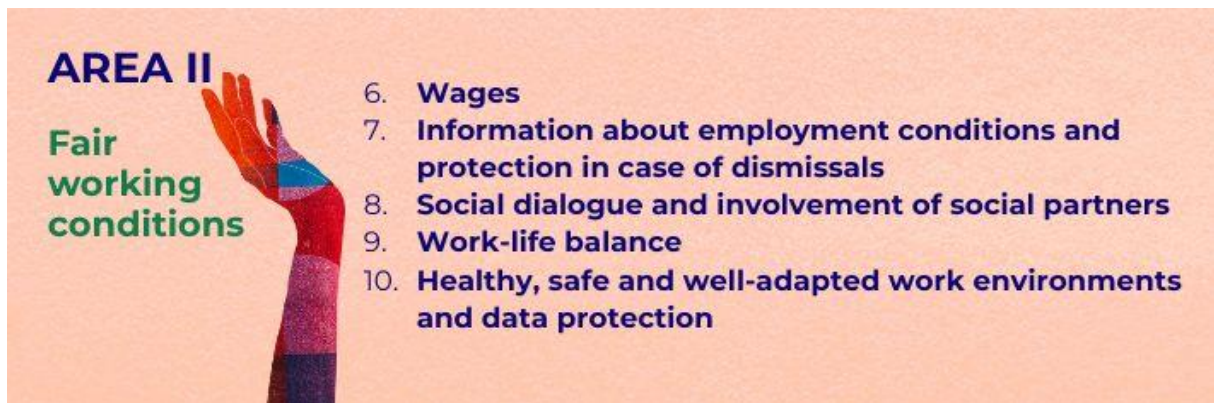 AREA II
Fair
working
conditions
6. Wages
7. Information about employment conditions and
protection in case of dismissals
8. Social dialogue and involvement of social partners
9. Work-life balance
10. Healthy, safe and well-adapted work environments
and data protection